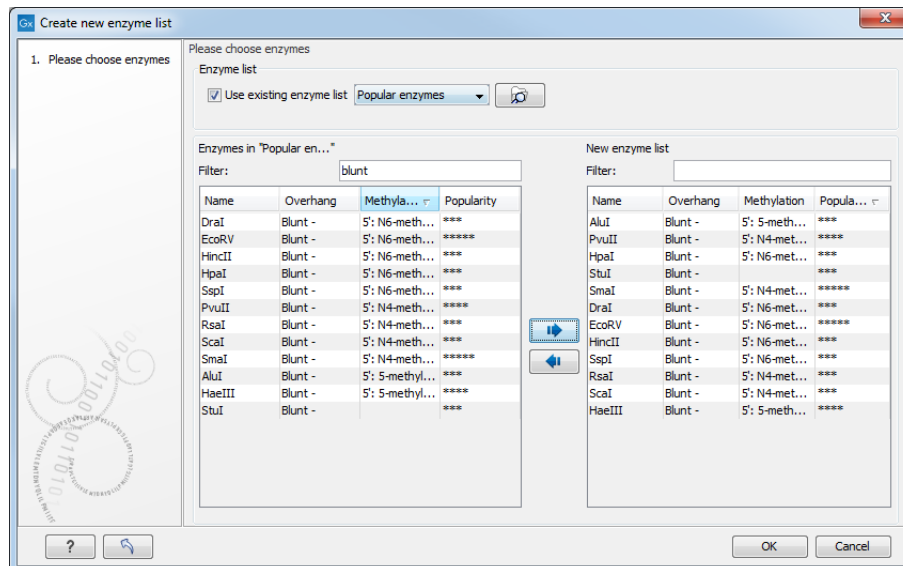 Gx Create new enzyme list
X
1. Please choose enzymes
Please choose enzymes
Enzyme list
Use existing enzyme list Popular enzymes
Enzymes in "Popular en..."
Filter: blunt
Name Overhang Methyla... Popularity
DraI Blunt - 5': N6-meth... ***
EcoRV Blunt - 5': N6-meth... *****
HincII Blunt - 5': N6-meth... ***
HpaI Blunt - 5': N6-meth... ***
SspI Blunt - 5': N6-meth... ***
PvuII Blunt - 5': N4-meth... ****
RsaI Blunt - 5': N4-meth... ***
ScaI Blunt - 5': N4-meth... ***
SmaI Blunt - 5': N4-meth... *****
AluI Blunt - 5': 5-methyl... ***
HaeIII Blunt - 5': 5-methyl... ****
StuI Blunt - ***
New enzyme list
Filter:
Name Overhang Methylation Popula...
AluI Blunt - 5': 5-meth... ***
PvuII Blunt - 5': N4-met... ****
HpaI Blunt - 5': N6-met... ***
StuI Blunt - ***
SmaI Blunt - 5': N4-met... *****
DraI Blunt - 5': N6-met... ***
EcoRV Blunt - 5': N6-met... *****
HincII Blunt - 5': N6-met... ***
SspI Blunt - 5': N6-met... ***
RsaI Blunt - 5': N4-met... ***
ScaI Blunt - 5': N4-met... ***
HaeIII Blunt - 5': 5-meth... ****
?
OK Cancel